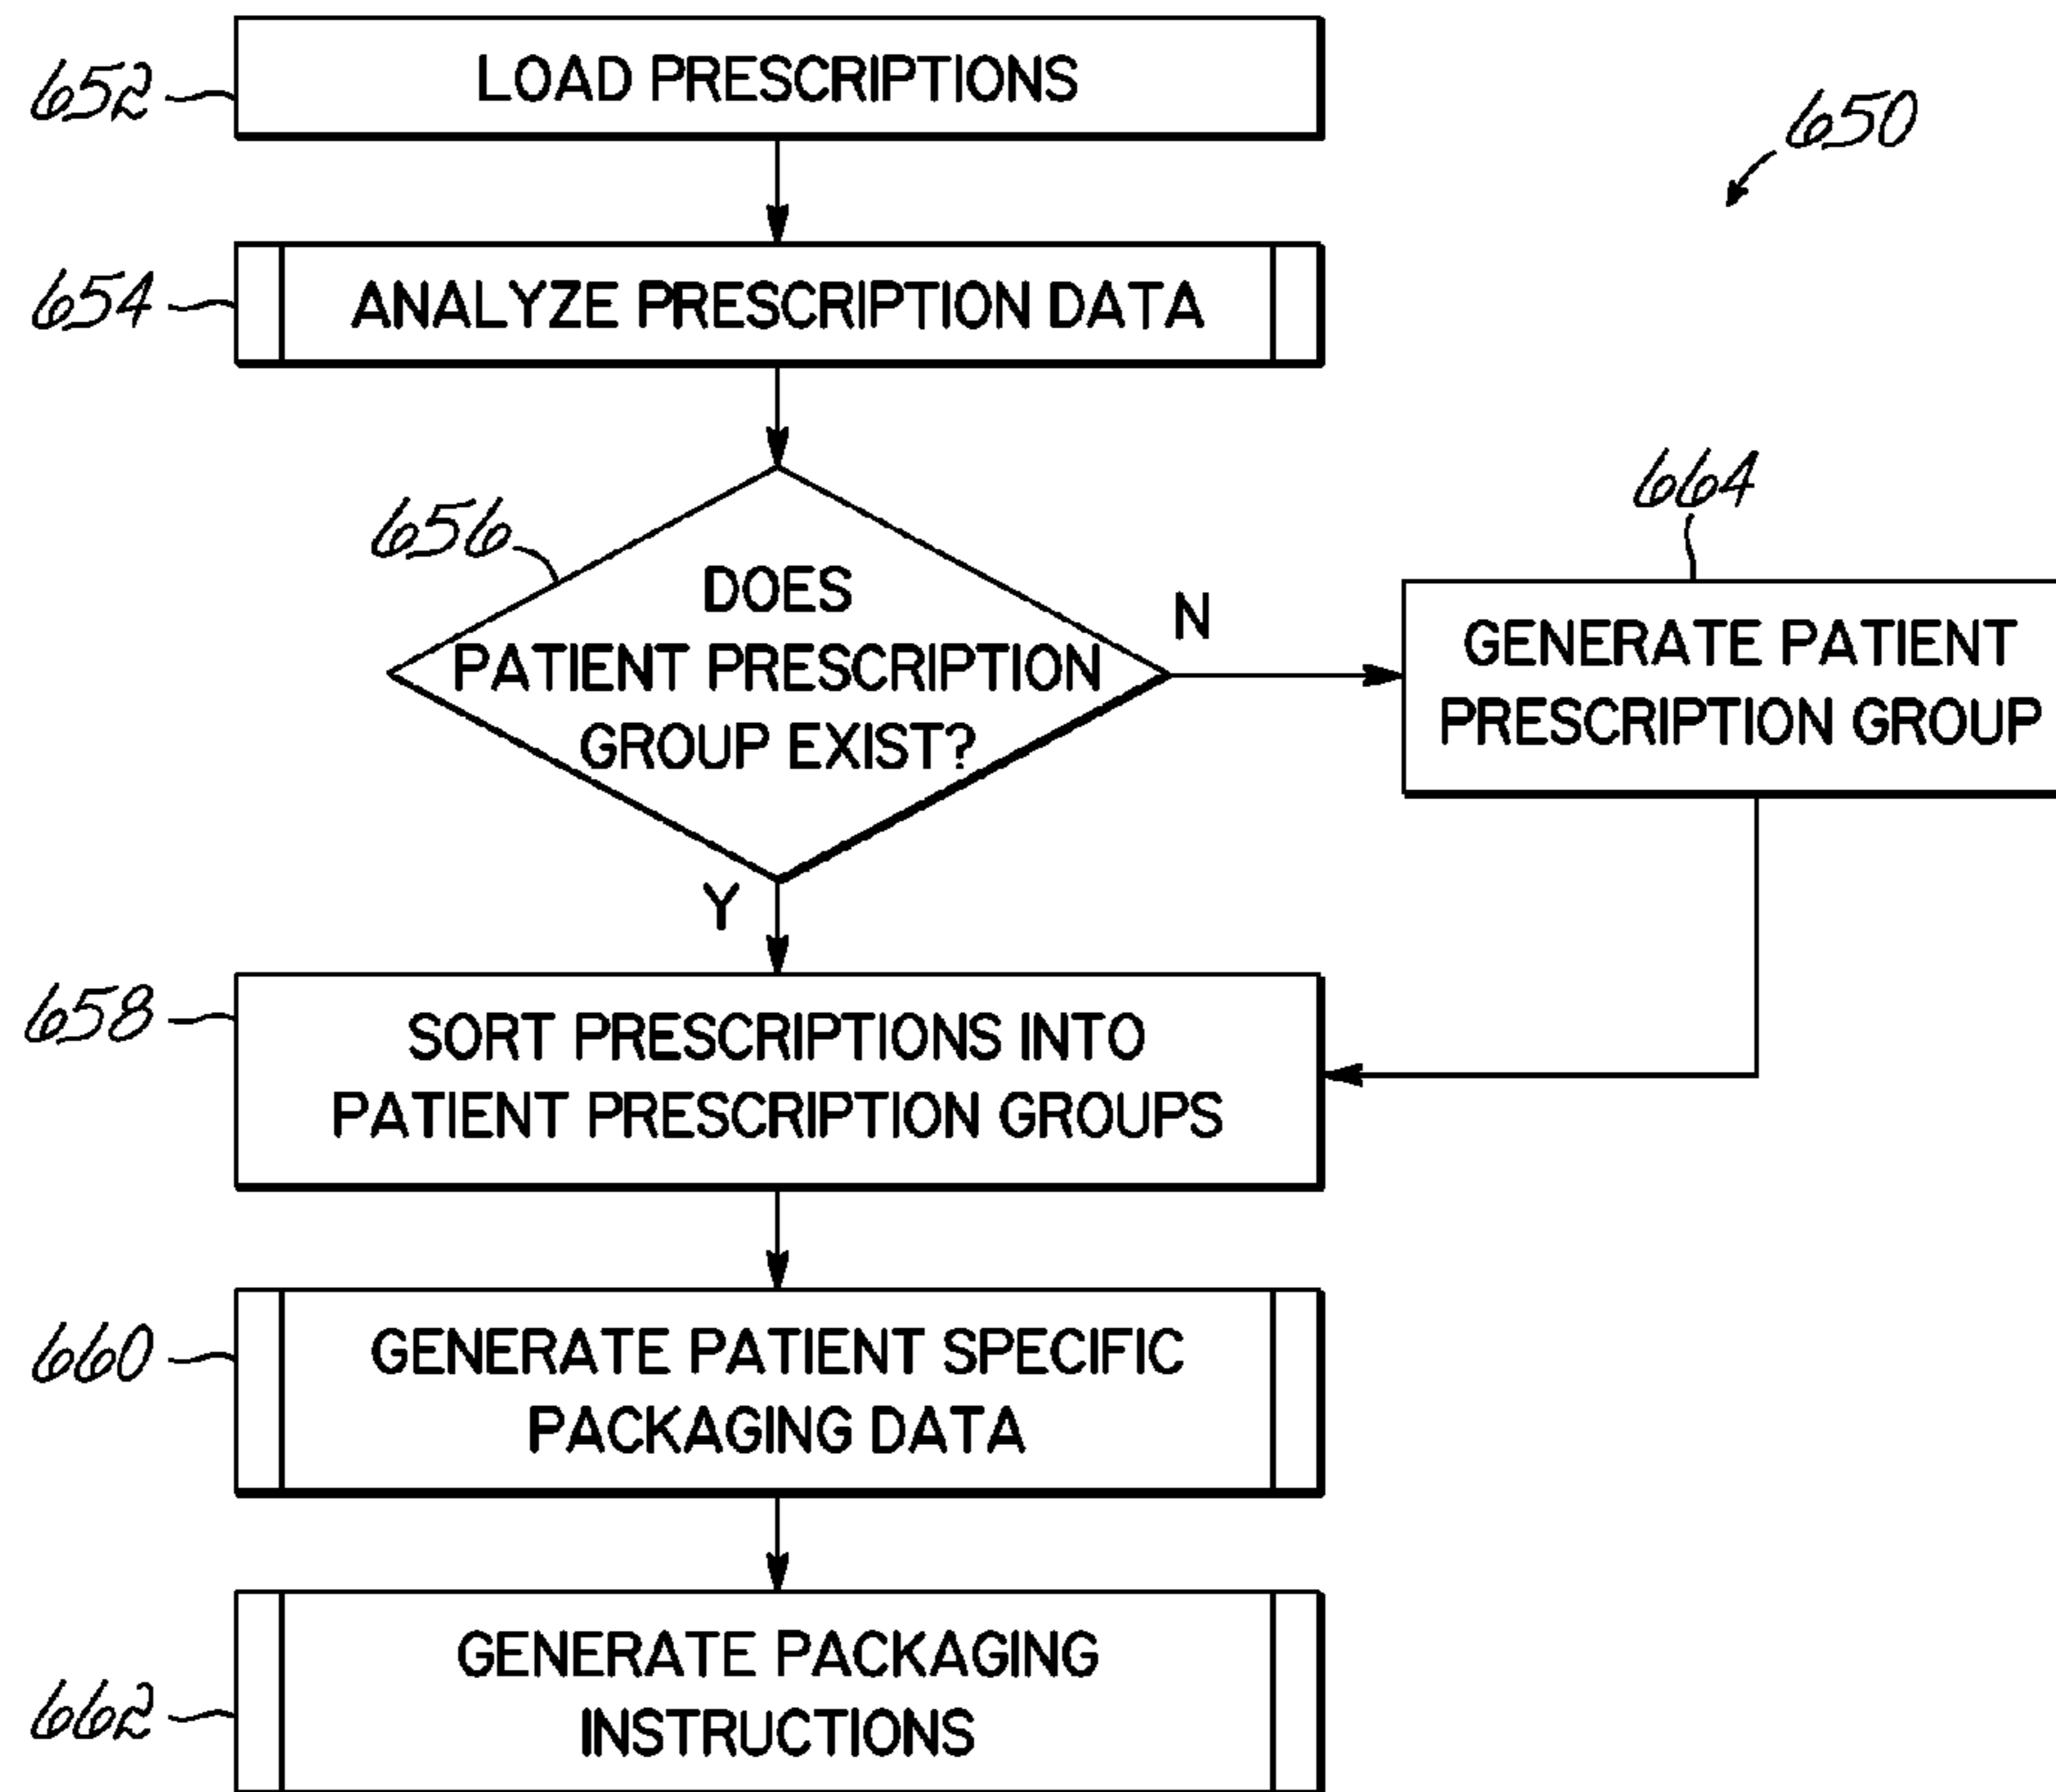 652
LOAD PRESCRIPTIONS
650
654
ANALYZE PRESCRIPTION DATA
656
DOES
PATIENT PRESCRIPTION
GROUP EXIST?
N
664
GENERATE PATIENT
PRESCRIPTION GROUP
Y
658
SORT PRESCRIPTIONS INTO
PATIENT PRESCRIPTION GROUPS
660
GENERATE PATIENT SPECIFIC
PACKAGING DATA
662
GENERATE PACKAGING
INSTRUCTIONS